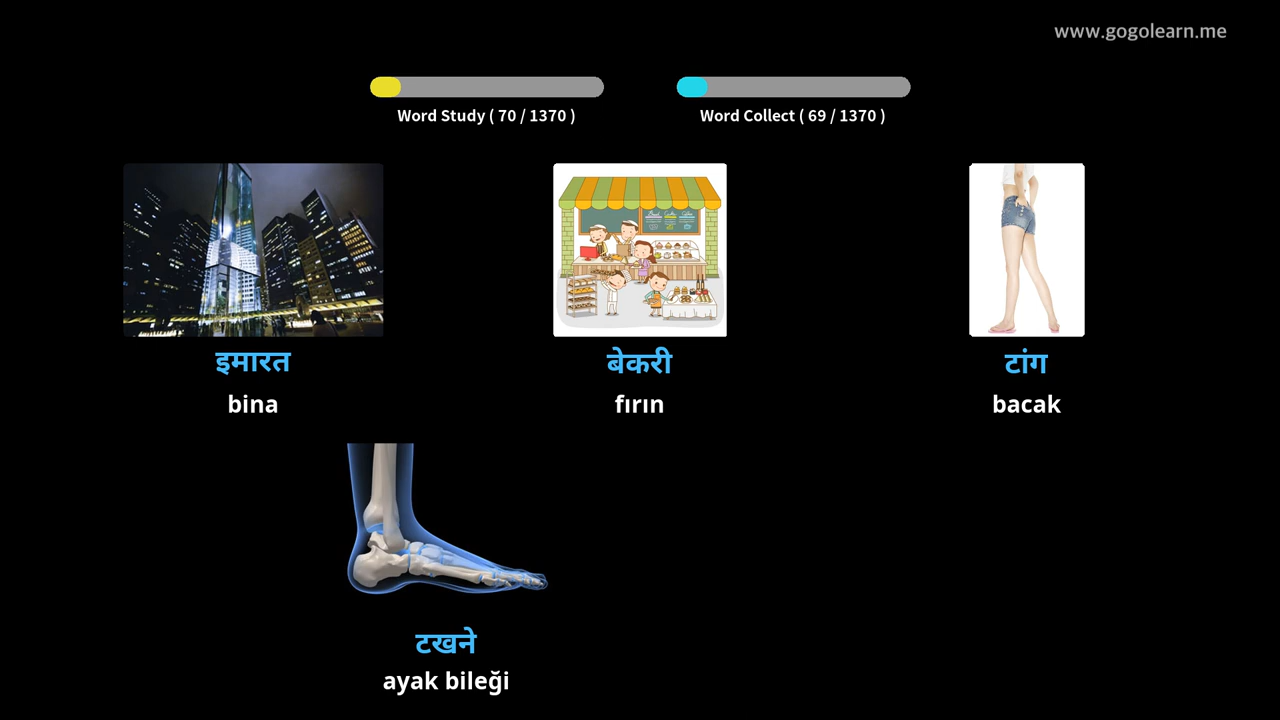 www.gogolearn.me
Word Study ( 70 / 1370 )
Word Collect ( 69 / 1370 )
इमारत
bina
बेकरी
fırın
टांग
bacak
टखने
ayak bileği